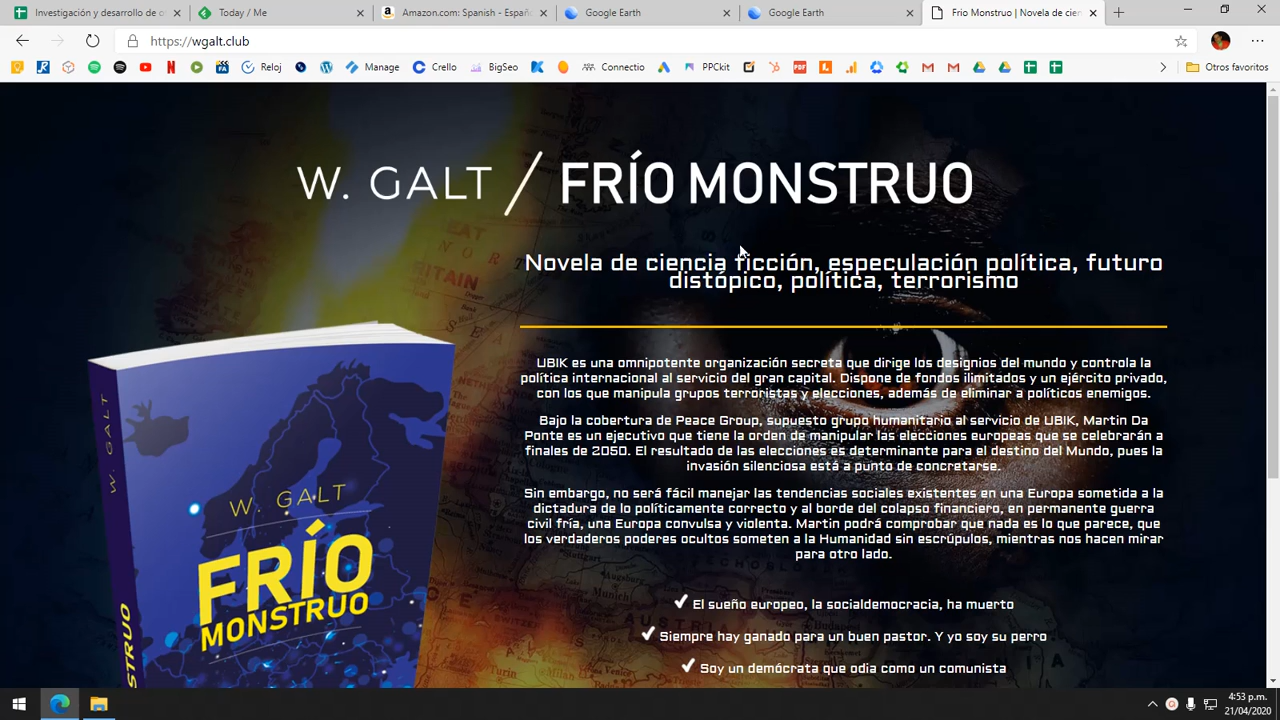 Investigación y desarrollo de o
Today / Me
Amazon.com: Spanish - Españ
Google Earth
Google Earth
Frio Monstruo | Novela de cien
https://wgalt.club
Reloj
Manage
Crello
BigSeo
Connectio
PPCkit
Otros favoritos
W. GALT / FRÍO MONSTRUO
Novela de ciencia ficción, especulación política, futuro
distópico, política, terrorismo
UBIK es una omnipotente organización secreta que dirige los designios del mundo y controla la
política internacional al servicio del gran capital. Dispone de fondos ilimitados y un ejército privado,
con los que manipula grupos terroristas y elecciones, además de eliminar a políticos enemigos.
Bajo la cobertura de Peace Group, supuesto grupo humanitario al servicio de UBIK, Martin Da
Ponte es un ejecutivo que tiene la orden de manipular las elecciones europeas que se celebrarán a
finales de 2050. El resultado de las elecciones es determinante para el destino del Mundo, pues la
invasión silenciosa está a punto de concretarse.
Sin embargo, no será fácil manejar las tendencias sociales existentes en una Europa sometida a la
dictadura de lo políticamente correcto y al borde del colapso financiero, en permanente guerra
civil fría, una Europa convulsa y violenta. Martin podrá comprobar que nada es lo que parece, que
los verdaderos poderes ocultos someten a la Humanidad sin escrúpulos, mientras nos hacen mirar
para otro lado.
✔ El sueño europeo, la socialdemocracia, ha muerto
✔ Siempre hay ganado para un buen pastor. Y yo soy su perro
✔ Soy un demócrata que odia como un comunista
W. GALT
STRUO
W. GALT
FRÍO
MONSTRUO
4:53 p.m.
21/04/2020